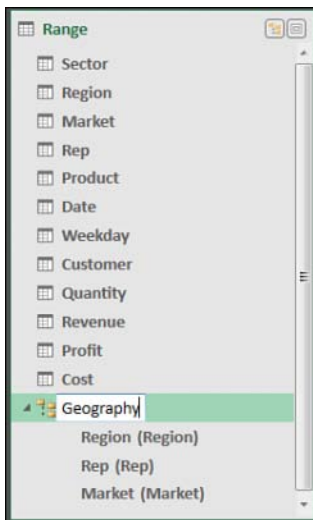 Range
Sector
Region
Market
Rep
Product
Date
Weekday
Customer
Quantity
Revenue
Profit
Cost
Geography
Region (Region)
Rep (Rep)
Market (Market)